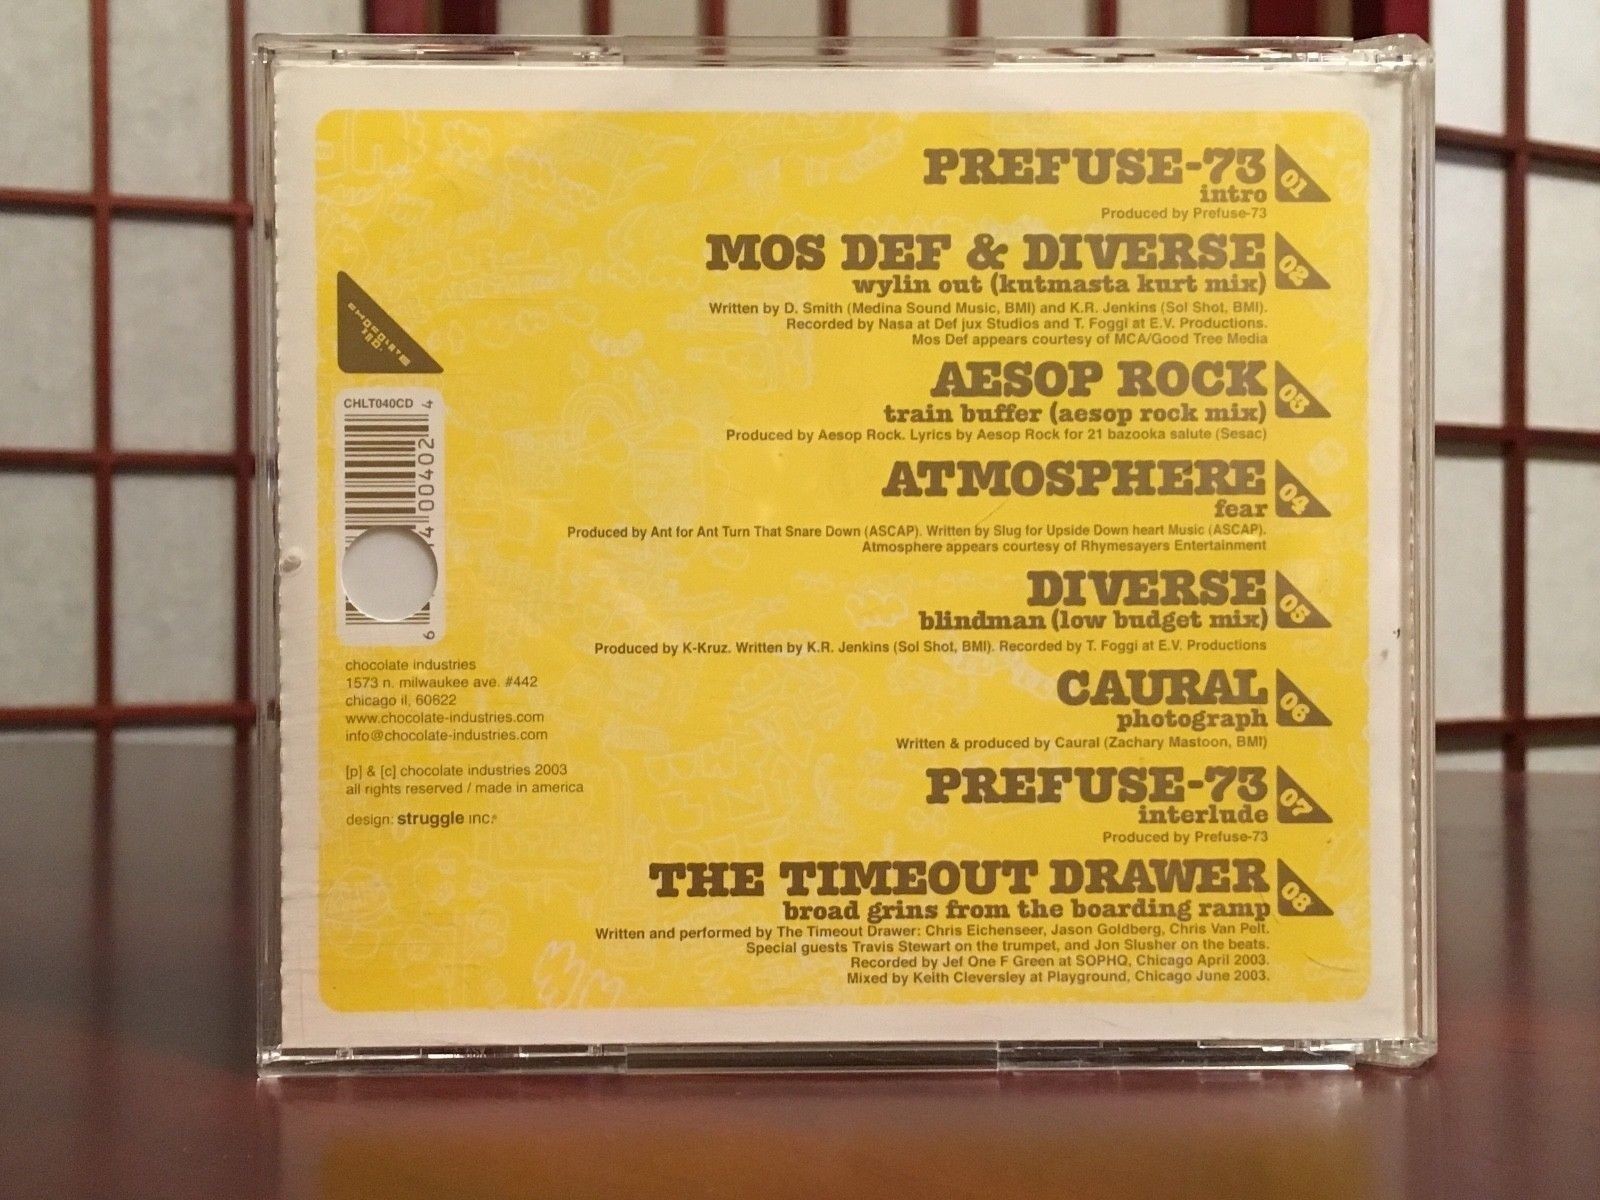 PREFUSE-73
intro
01
Produced by Prefuse-73
MOS DEF & DIVERSE
wylin out (kutmasta kurt mix)
02
Written by D. Smith (Medina Sound Music, BMI) and K.R. Jenkins (Sol Shot, BMI).
Recorded by Nasa at Def jux Studios and T. Foggi at E.V. Productions.
Mos Def appears courtesy of MCA/Good Tree Media
AESOP ROCK
train buffer (aesop rock mix)
03
Produced by Aesop Rock. Lyrics by Aesop Rock for 21 bazooka salute (Sesac)
ATMOSPHERE
fear
04
Produced by Ant for Ant Turn That Snare Down (ASCAP). Written by Slug for Upside Down heart Music (ASCAP).
Atmosphere appears courtesy of Rhymesayers Entertainment
DIVERSE
blindman (low budget mix)
05
Produced by K-Kruz. Written by K.R. Jenkins (Sol Shot, BMI). Recorded by T. Foggi at E.V. Productions
CAURAL
photograph
06
Written & produced by Caural (Zachary Mastoon, BMI)
PREFUSE-73
interlude
07
Produced by Prefuse-73
THE TIMEOUT DRAWER
broad grins from the boarding ramp
08
Written and performed by The Timeout Drawer: Chris Eichenseer, Jason Goldberg, Chris Van Pelt.
Special guests Travis Stewart on the trumpet, and Jon Slusher on the beats.
Recorded by Jef One F Green at SOPHQ, Chicago April 2003.
Mixed by Keith Cleversley at Playground, Chicago June 2003.
CHOCOLATE
IND.
CHLT040CD
6 4 00402 4
chocolate industries
1573 n. milwaukee ave. #442
chicago il, 60622
www.chocolate-industries.com
info@chocolate-industries.com
[p] & [c] chocolate industries 2003
all rights reserved / made in america
design: struggle inc.